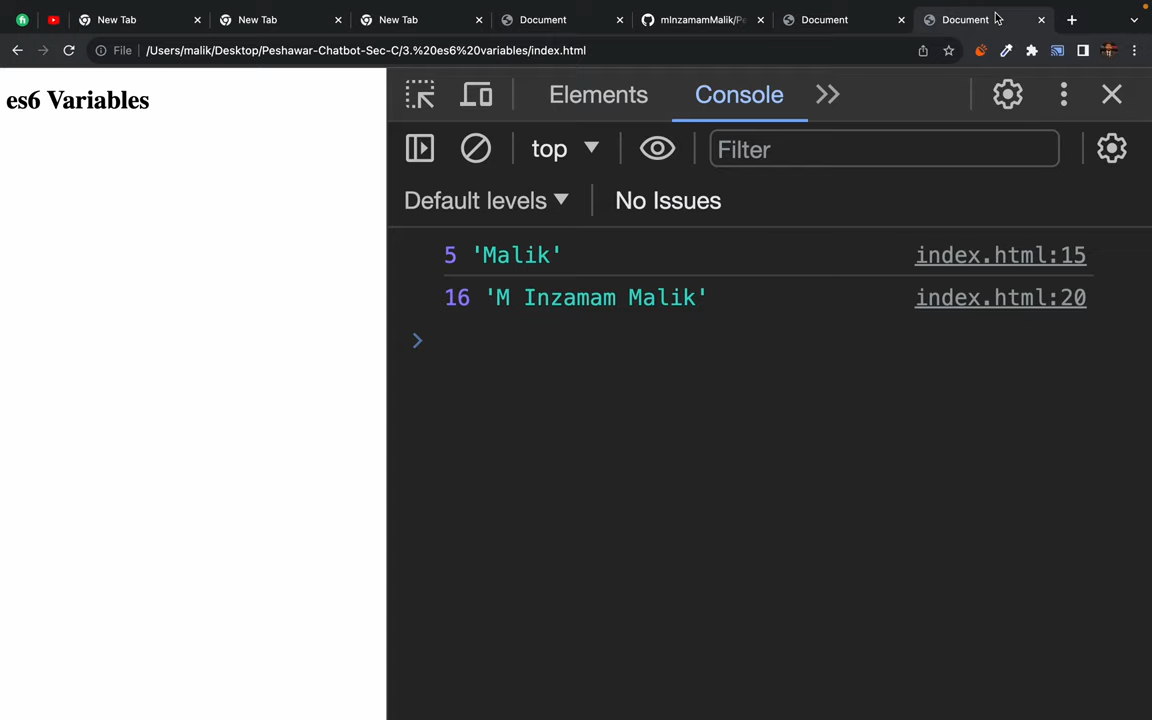 New Tab
New Tab
New Tab
Document
mInzamamMalik/Pe
Document
Document
File
/Users/malik/Desktop/Peshawar-Chatbot-Sec-C/3.%20es6%20variables/index.html
es6 Variables
Elements
Console
top
Filter
Default levels
No Issues
5 'Malik' index.html:15
16 'M Inzamam Malik' index.html:20